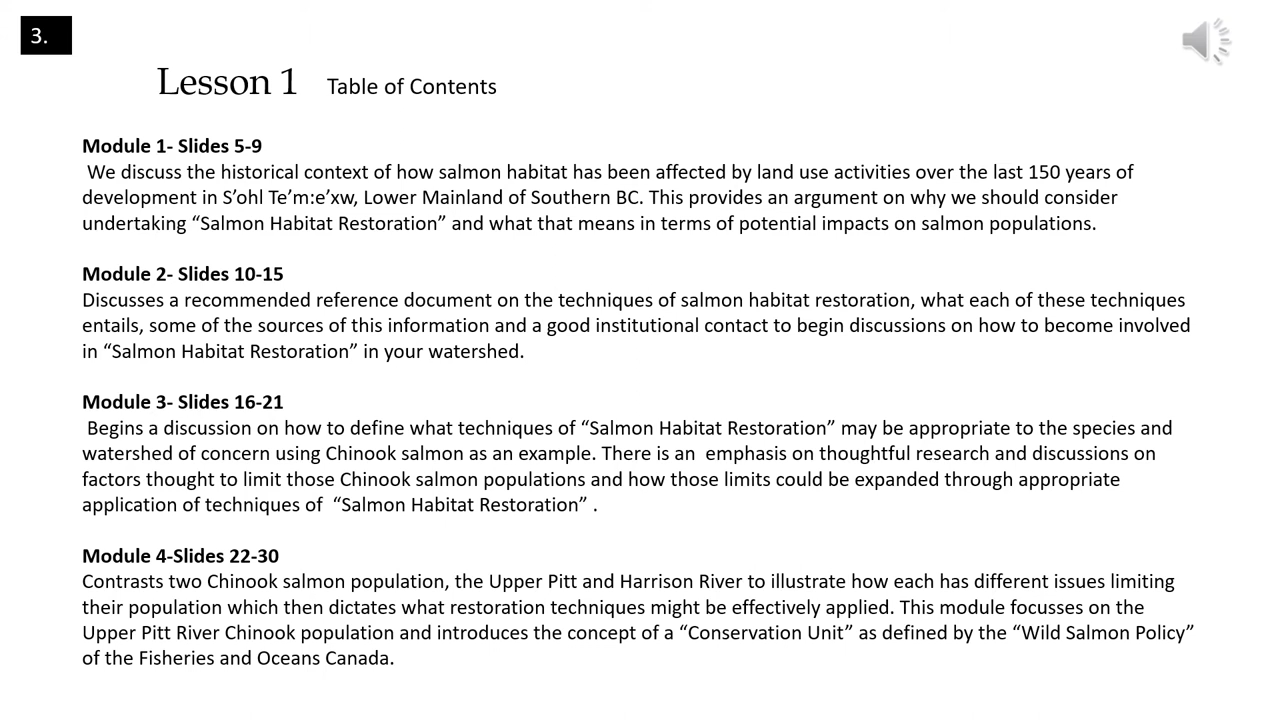 3.
Lesson 1 Table of Contents
Module 1- Slides 5-9
We discuss the historical context of how salmon habitat has been affected by land use activities over the last 150 years of
development in S’ohl Te’m:e’xw, Lower Mainland of Southern BC. This provides an argument on why we should consider
undertaking “Salmon Habitat Restoration” and what that means in terms of potential impacts on salmon populations.
Module 2- Slides 10-15
Discusses a recommended reference document on the techniques of salmon habitat restoration, what each of these techniques
entails, some of the sources of this information and a good institutional contact to begin discussions on how to become involved
in “Salmon Habitat Restoration” in your watershed.
Module 3- Slides 16-21
Begins a discussion on how to define what techniques of “Salmon Habitat Restoration” may be appropriate to the species and
watershed of concern using Chinook salmon as an example. There is an  emphasis on thoughtful research and discussions on
factors thought to limit those Chinook salmon populations and how those limits could be expanded through appropriate
application of techniques of  “Salmon Habitat Restoration” .
Module 4-Slides 22-30
Contrasts two Chinook salmon population, the Upper Pitt and Harrison River to illustrate how each has different issues limiting
their population which then dictates what restoration techniques might be effectively applied. This module focusses on the
Upper Pitt River Chinook population and introduces the concept of a “Conservation Unit” as defined by the “Wild Salmon Policy”
of the Fisheries and Oceans Canada.